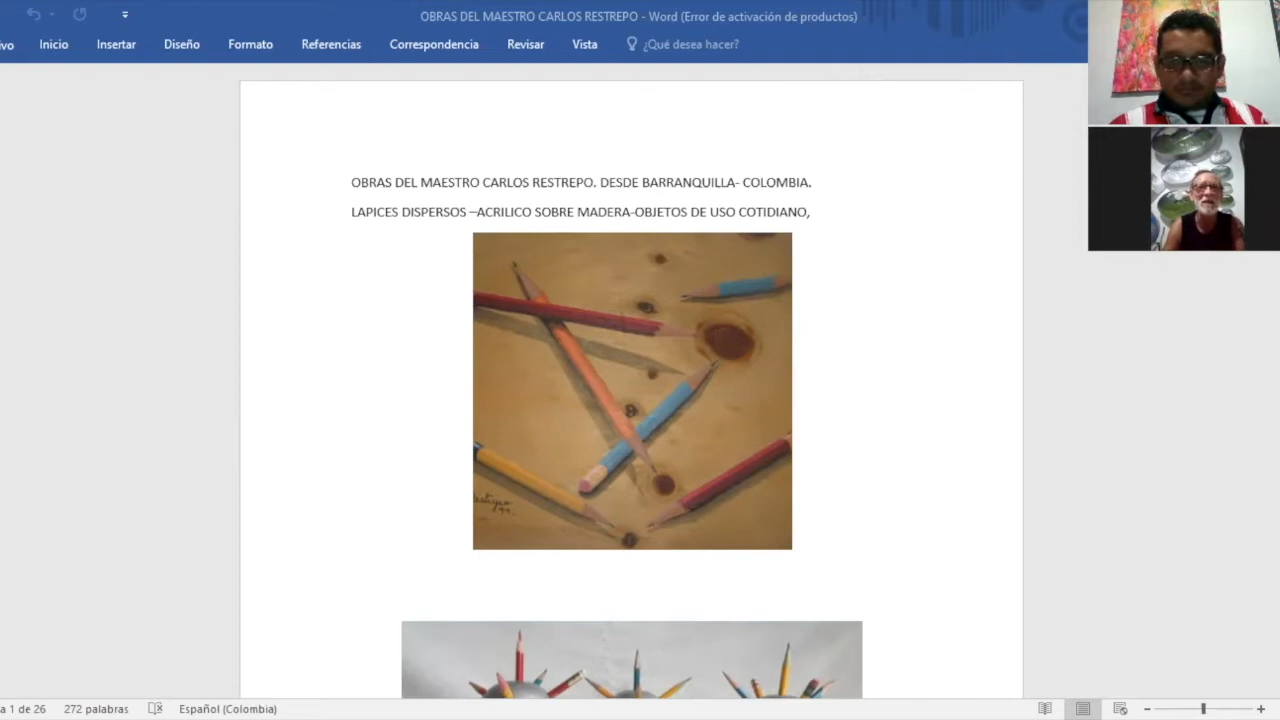 OBRAS DEL MAESTRO CARLOS RESTREPO - Word (Error de activación de productos)
ivo Inicio Insertar Diseño Formato Referencias Correspondencia Revisar Vista ¿Qué desea hacer?
OBRAS DEL MAESTRO CARLOS RESTREPO. DESDE BARRANQUILLA- COLOMBIA.
LAPICES DISPERSOS –ACRILICO SOBRE MADERA-OBJETOS DE USO COTIDIANO,
a 1 de 26 272 palabras Español (Colombia)